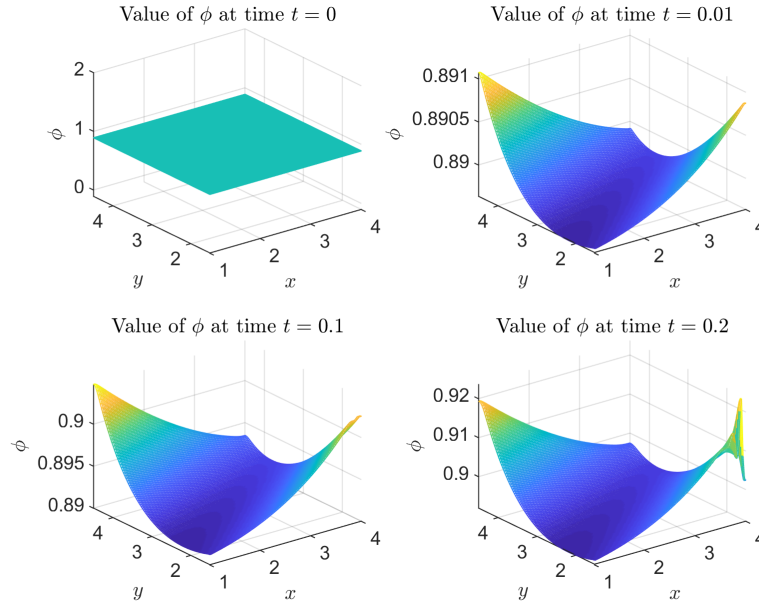 Value of ϕ at time t = 0
2
1
0
ϕ
4
3
2
y
1
2
3
4
x
Value of ϕ at time t = 0.01
0.891
0.8905
0.89
ϕ
4
3
2
y
1
2
3
4
x
Value of ϕ at time t = 0.1
0.9
0.895
0.89
ϕ
4
3
2
y
1
2
3
4
x
Value of ϕ at time t = 0.2
0.92
0.91
0.9
ϕ
4
3
2
y
1
2
3
4
x